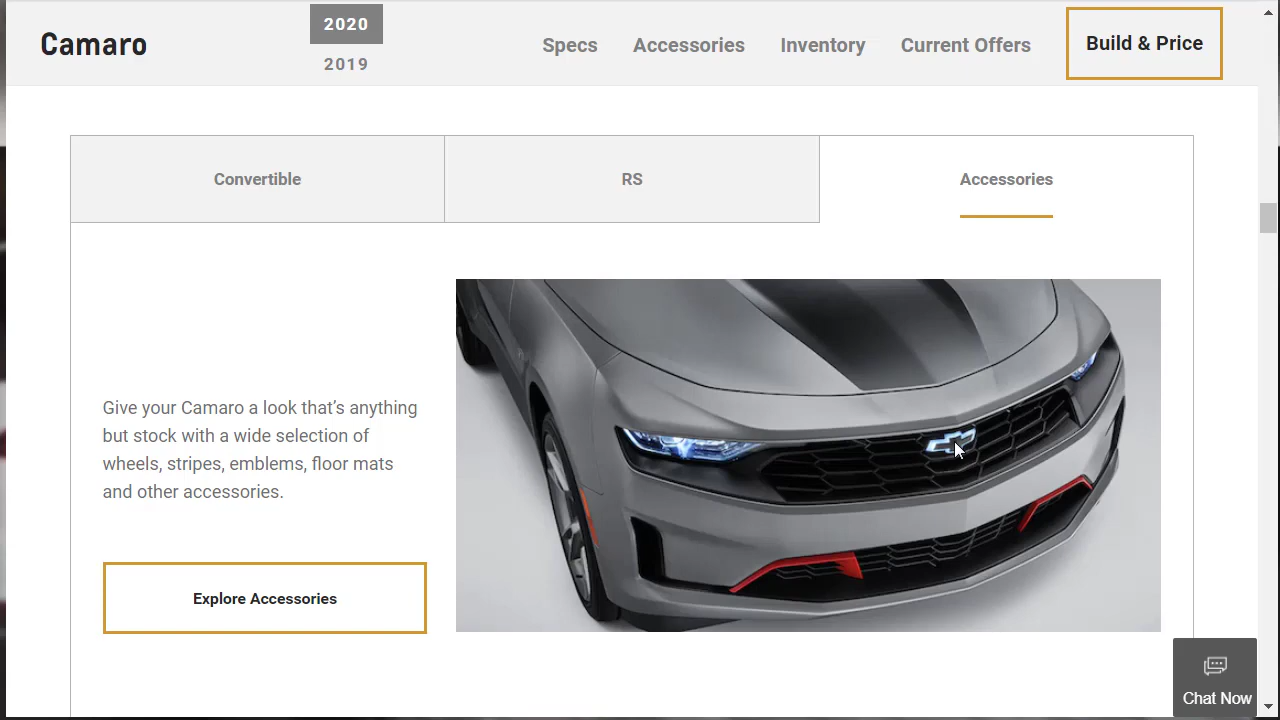 Camaro
2020
2019
Specs
Accessories
Inventory
Current Offers
Build & Price
Convertible
RS
Accessories
Give your Camaro a look that’s anything
but stock with a wide selection of
wheels, stripes, emblems, floor mats
and other accessories.
Explore Accessories
Chat Now